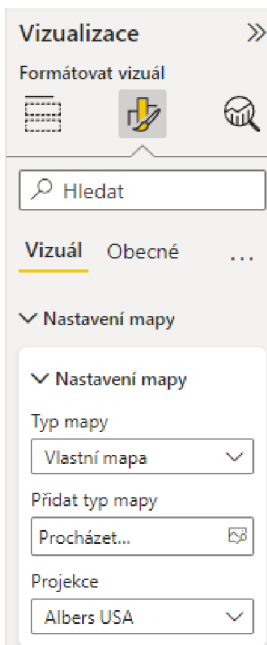 Vizualizace
Formátovat vizuál
Hledat
Vizuál Obecné ...
Nastavení mapy
Nastavení mapy
Typ mapy
Vlastní mapa
Přidat typ mapy
Procházet...
Projekce
Albers USA